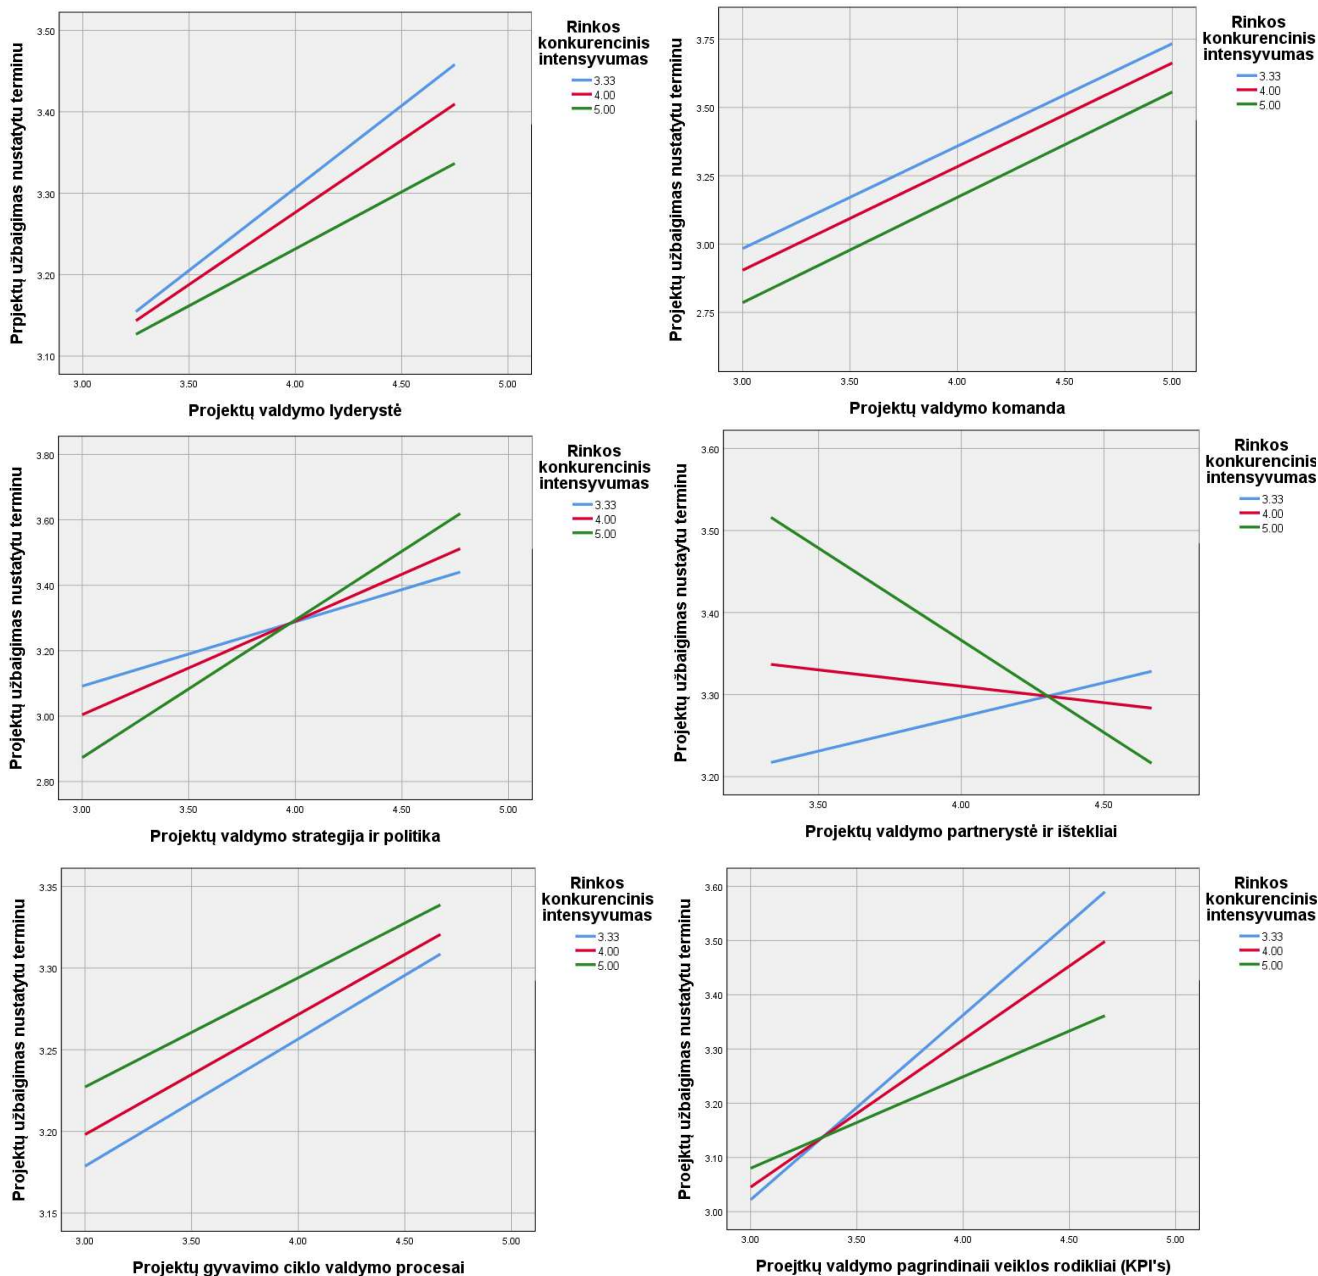 Prpjektų užbaigimas nustatytu terminu
3.50
3.40
3.30
3.20
3.10
3.00
3.50
4.00
4.50
5.00
Projektų valdymo lyderystė
Rinkos
konkurencinis
intensyvumas
3.33
4.00
5.00
Projektų užbaigimas nustatytu terminu
3.75
3.50
3.25
3.00
2.75
3.00
3.50
4.00
4.50
5.00
Projektų valdymo komanda
Rinkos
konkurencinis
intensyvumas
3.33
4.00
5.00
Projektų užbaigimas nustatytu terminu
3.80
3.60
3.40
3.20
3.00
2.80
3.00
3.50
4.00
4.50
5.00
Projektų valdymo strategija ir politika
Rinkos
konkurencinis
intensyvumas
3.33
4.00
5.00
Projektų užbaigimas nustaytu terminu
3.60
3.50
3.40
3.30
3.20
3.50
4.00
4.50
Projektų valdymo partnerystė ir ištekliai
Rinkos
konkurencinis
intensyvumas
3.33
4.00
5.00
Projektų užbaigimas nustatytu terminu
3.35
3.30
3.25
3.20
3.15
3.00
3.50
4.00
4.50
5.00
Projektų gyvavimo ciklo valdymo procesai
Rinkos
konkurencinis
intensyvumas
3.33
4.00
5.00
Proejktų užbaigimas nustatytu terminu
3.60
3.50
3.40
3.30
3.20
3.10
3.00
3.00
3.50
4.00
4.50
5.00
Proejtkų valdymo pagrindinaii veiklos rodikliai (KPI's)
Rinkos
konkurencinis
intensyvumas
3.33
4.00
5.00